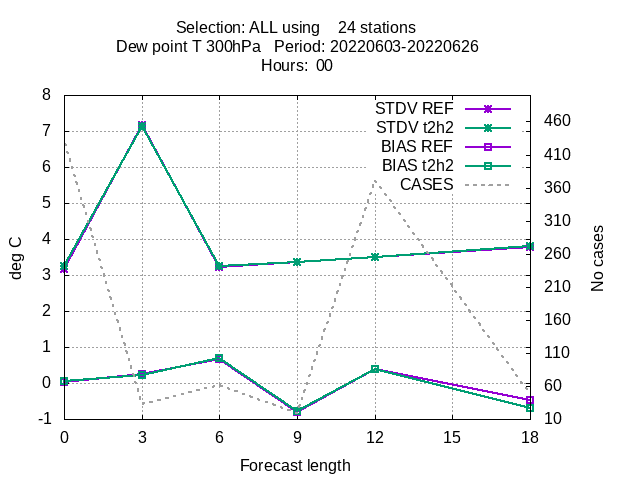 Selection: ALL using    24 stations
Dew point T 300hPa   Period: 20220603-20220626
Hours:  00
STDV REF
STDV t2h2
BIAS REF
BIAS t2h2
CASES
8
7
6
5
4
3
2
1
0
-1
460
410
360
310
260
210
160
110
60
10
deg C
No cases
0 3 6 9 12 15 18
Forecast length